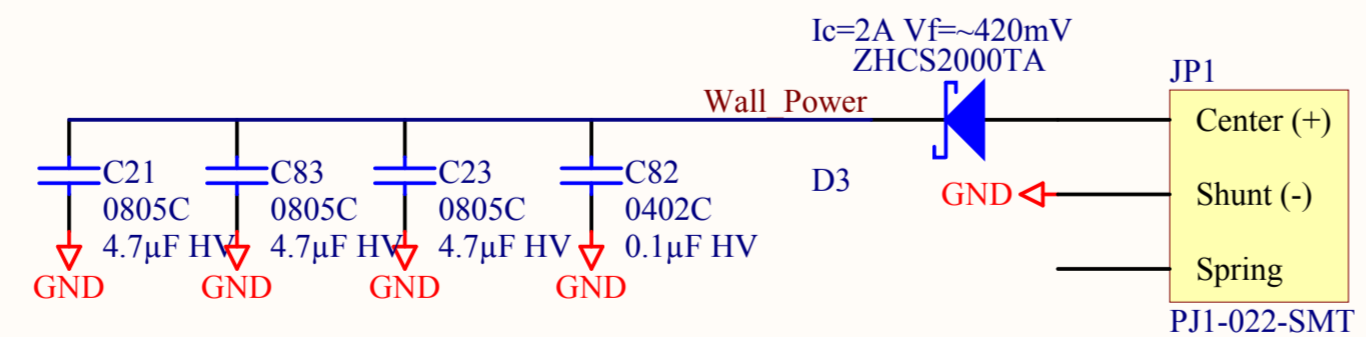 Ic=2A Vf=~420mV
ZHCS2000TA
JP1
Wall_Power
Center (+)
C21
C83
C23
C82
D3
GND
Shunt (-)
0805C
0805C
0805C
0402C
4.7µF HV
4.7µF HV
4.7µF HV
0.1µF HV
Spring
GND
GND
GND
GND
PJ1-022-SMT